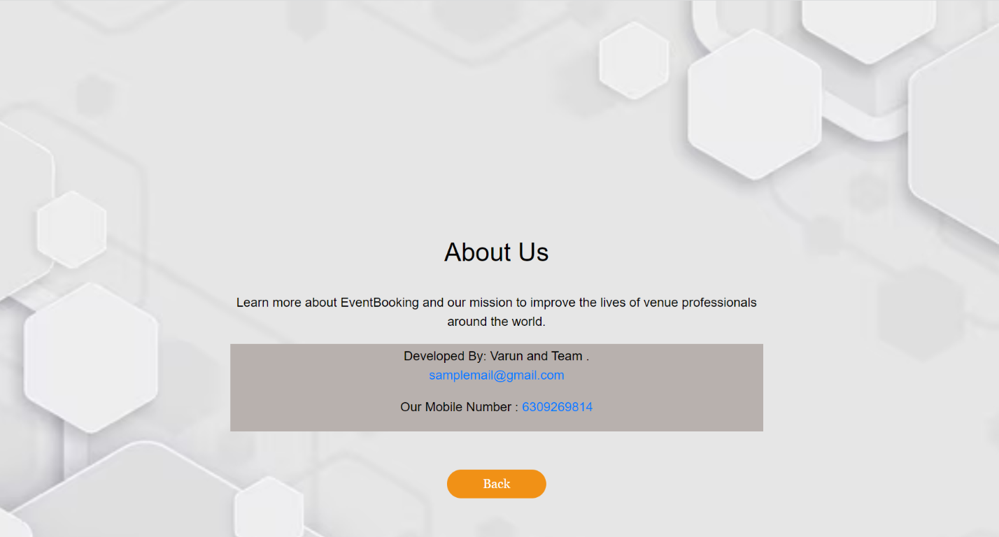 About Us
Learn more about EventBooking and our mission to improve the lives of venue professionals
around the world.
Developed By: Varun and Team .
samplemail@gmail.com
Our Mobile Number : 6309269814
Back